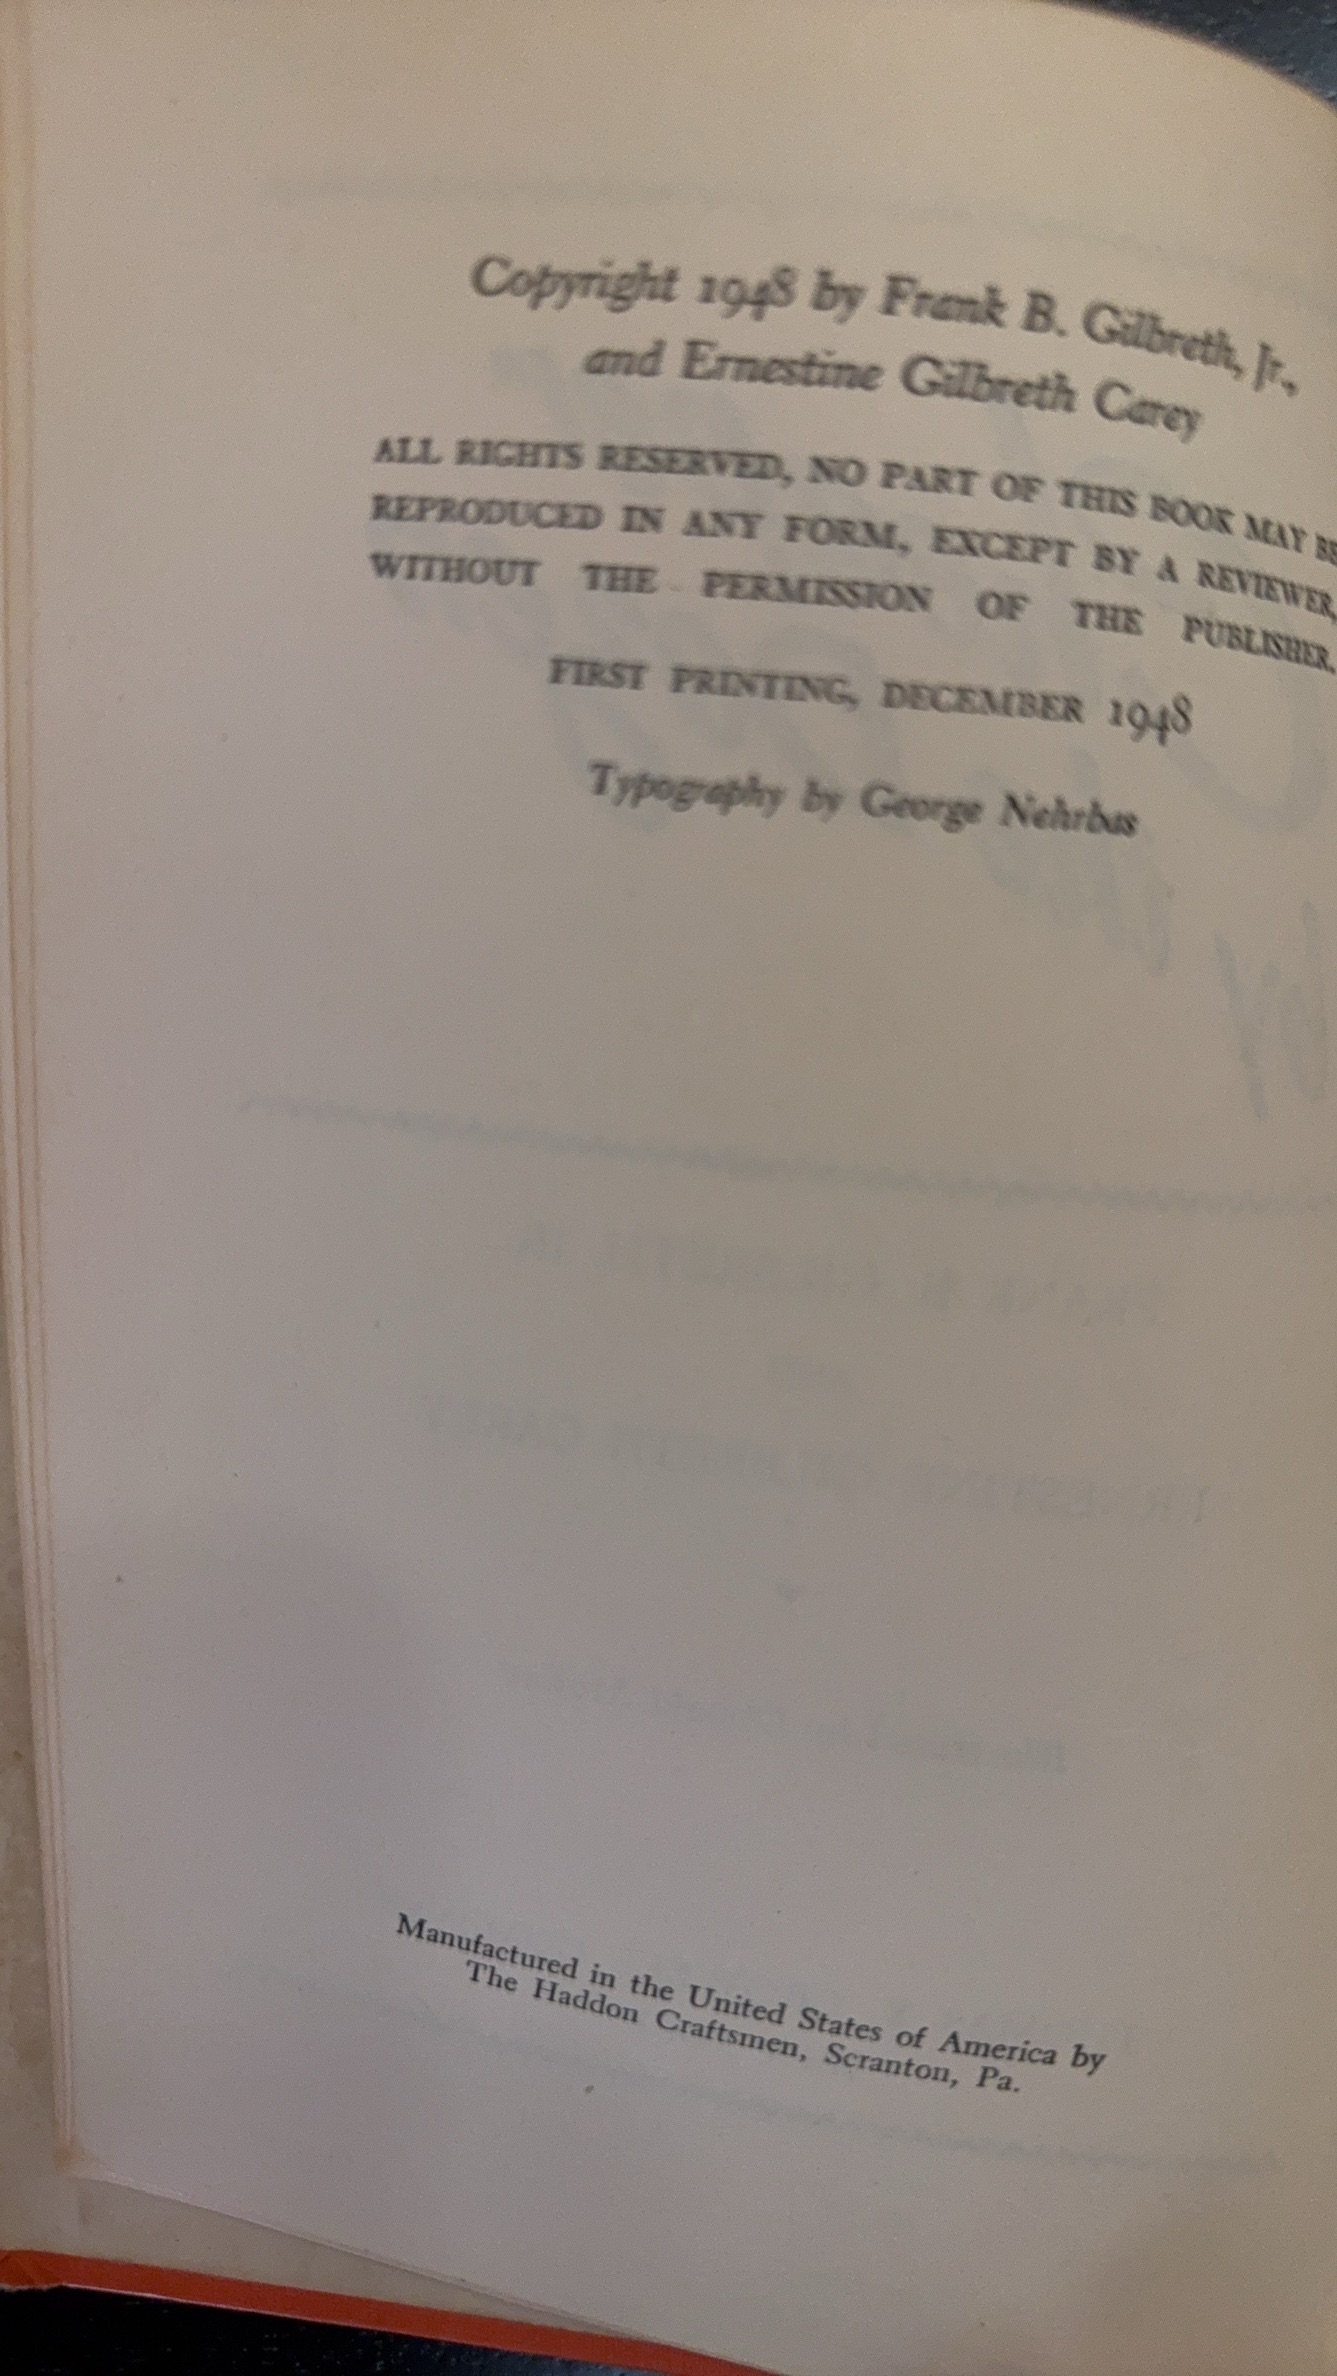 Copyright 1948 by Frank B. Gilbreth, Jr.,
and Ernestine Gilbreth Carey
ALL RIGHTS RESERVED, NO PART OF THIS BOOK MAY BE
REPRODUCED IN ANY FORM, EXCEPT BY A REVIEWER,
WITHOUT THE PERMISSION OF THE PUBLISHER.
FIRST PRINTING, DECEMBER 1948
Typography by George Nehrbas
Manufactured in the United States of America by
The Haddon Craftsmen, Scranton, Pa.